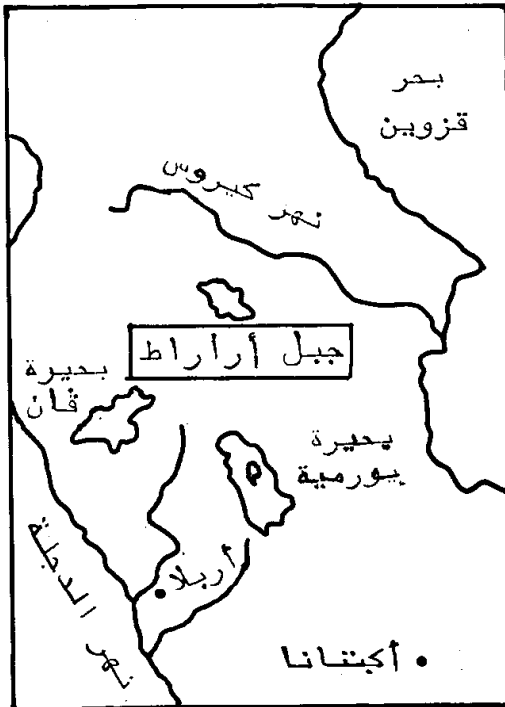 بحر
قزوين
نهر كيروس
جبل أراراط
بحيرة
ڤان
بحيرة
يورمية
أربلا
نهر الدجلة
أكبتانا